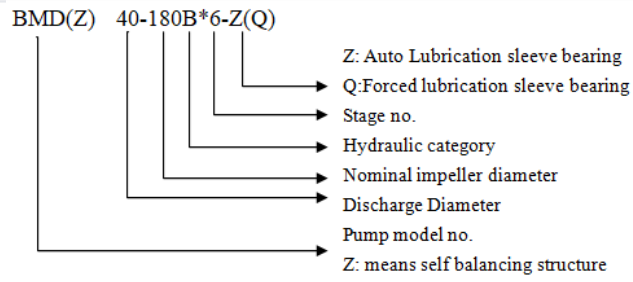 BMD(Z) 40-180B*6-Z(Q)
Z: Auto Lubrication sleeve bearing
Q:Forced lubrication sleeve bearing
Stage no.
Hydraulic category
Nominal impeller diameter
Discharge Diameter
Pump model no.
Z: means self balancing structure